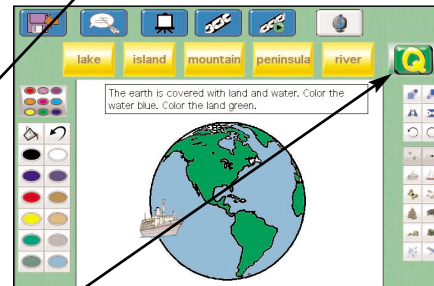 lake island mountain peninsula river
Q
The earth is covered with land and water. Color the
water blue. Color the land green.